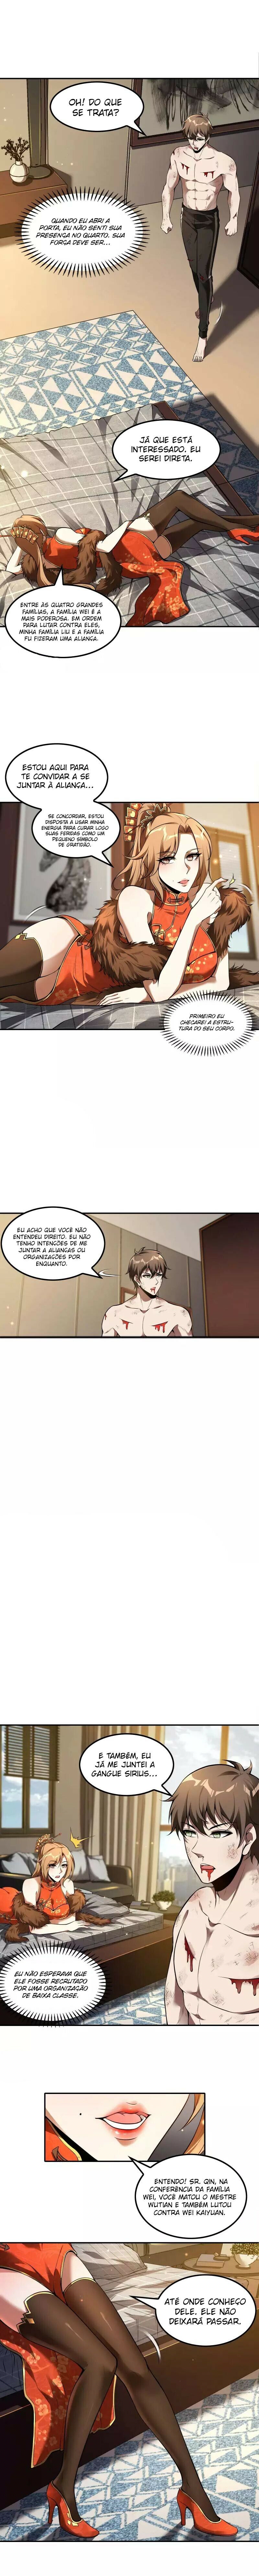 OH! DO QUE
SE TRATA?
QUANDO EU ABRI A
PORTA, EU NÃO SENTI SUA
PRESENÇA NO QUARTO. SUA
FORÇA DEVE SER...
JÁ QUE ESTÁ
INTERESSADO. EU
SEREI DIRETA.
ENTRE ÀS QUATRO GRANDES
FAMÍLIAS, A FAMÍLIA WEI É A
MAIS PODEROSA. EM ORDEM
PARA LUTAR CONTRA ELES,
MINHA FAMÍLIA LIU E A FAMÍLIA
FU FIZERAM UMA ALIANÇA.
ESTOU AQUI PARA
TE CONVIDAR A SE
JUNTAR À ALIANÇA...
SE CONCORDAR, ESTOU
DISPOSTA A USAR MINHA
ENERGIA PARA CURAR LOGO
SUAS FERIDAS COMO UM
PEQUENO SÍMBOLO
DE GRATIDÃO.
PRIMEIRO EU
CHECAREI A ESTRU-
TURA DO SEU CORPO.
EU ACHO QUE VOCÊ NÃO
ENTENDEU DIREITO. EU NÃO
TENHO INTENÇÕES DE ME
JUNTAR A ALIANÇAS OU
ORGANIZAÇÕES POR
ENQUANTO.
E TAMBÉM, EU
JÁ ME JUNTEI A
GANGUE SIRIUS...
EU NÃO ESPERAVA QUE
ELE FOSSE RECRUTADO
POR UMA ORGANIZAÇÃO
DE BAIXA CLASSE.
ENTENDO! SR. QIN, NA
CONFERÊNCIA DA FAMÍLIA
WEI, VOCÊ MATOU O MESTRE
WUTIAN E TAMBÉM LUTOU
CONTRA WEI KAIYUAN.
ATÉ ONDE CONHEÇO
DELE. ELE NÃO
DEIXARÁ PASSAR.